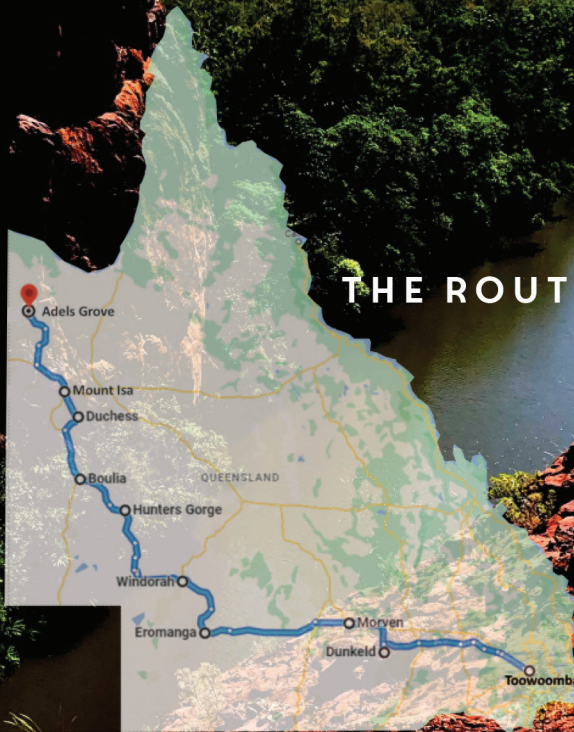 THE ROUT
Adels Grove
Mount Isa
Duchess
Boulia
QUEENSLAND
Hunters Gorge
Windorah
Eromanga
Morven
Dunkeld
Toowoomba